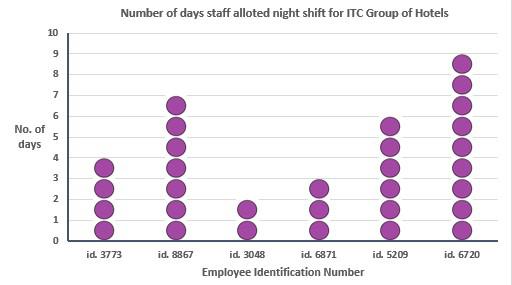 Number of days staff alloted night shift for ITC Group of Hotels
10
9
8
7
6
5
4
3
2
1
0
No. of
days
id. 3773 id. 8867 id. 3048 id. 6871 id. 5209 id. 6720
Employee Identification Number